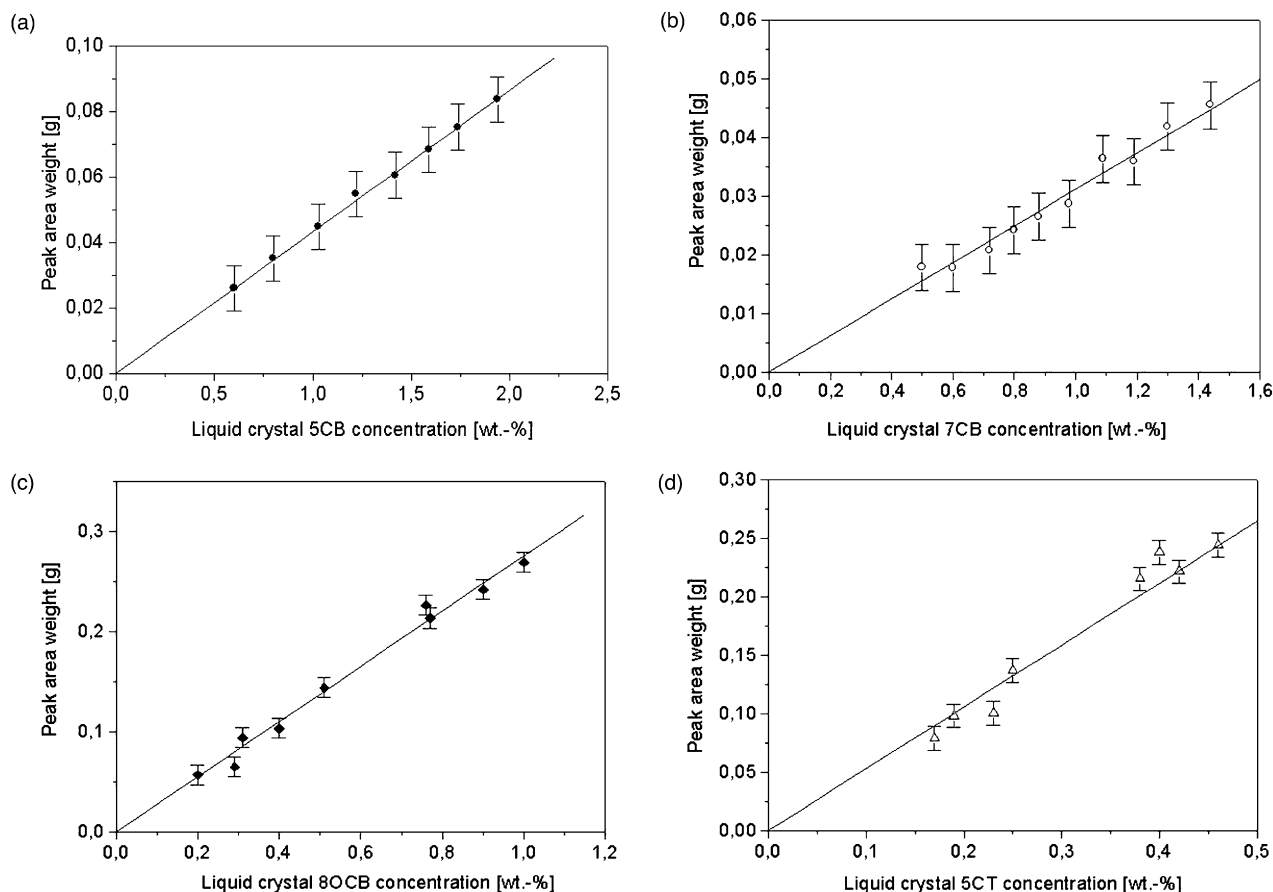 (a)
Peak area weight [g]
0,10
0,08
0,06
0,04
0,02
0,00
0,0 0,5 1,0 1,5 2,0 2,5
Liquid crystal 5CB concentration [wt.-%]
(b)
Peak area weight [g]
0,06
0,05
0,04
0,03
0,02
0,01
0,00
0,0 0,2 0,4 0,6 0,8 1,0 1,2 1,4 1,6
Liquid crystal 7CB concentration [wt.-%]
(c)
Peak area weight [g]
0,3
0,2
0,1
0,0
0,0 0,2 0,4 0,6 0,8 1,0 1,2
Liquid crystal 8OCB concentration [wt.-%]
(d)
Peak area weight [g]
0,30
0,25
0,20
0,15
0,10
0,05
0,00
0,0 0,1 0,2 0,3 0,4 0,5
Liquid crystal 5CT concentration [wt.-%]